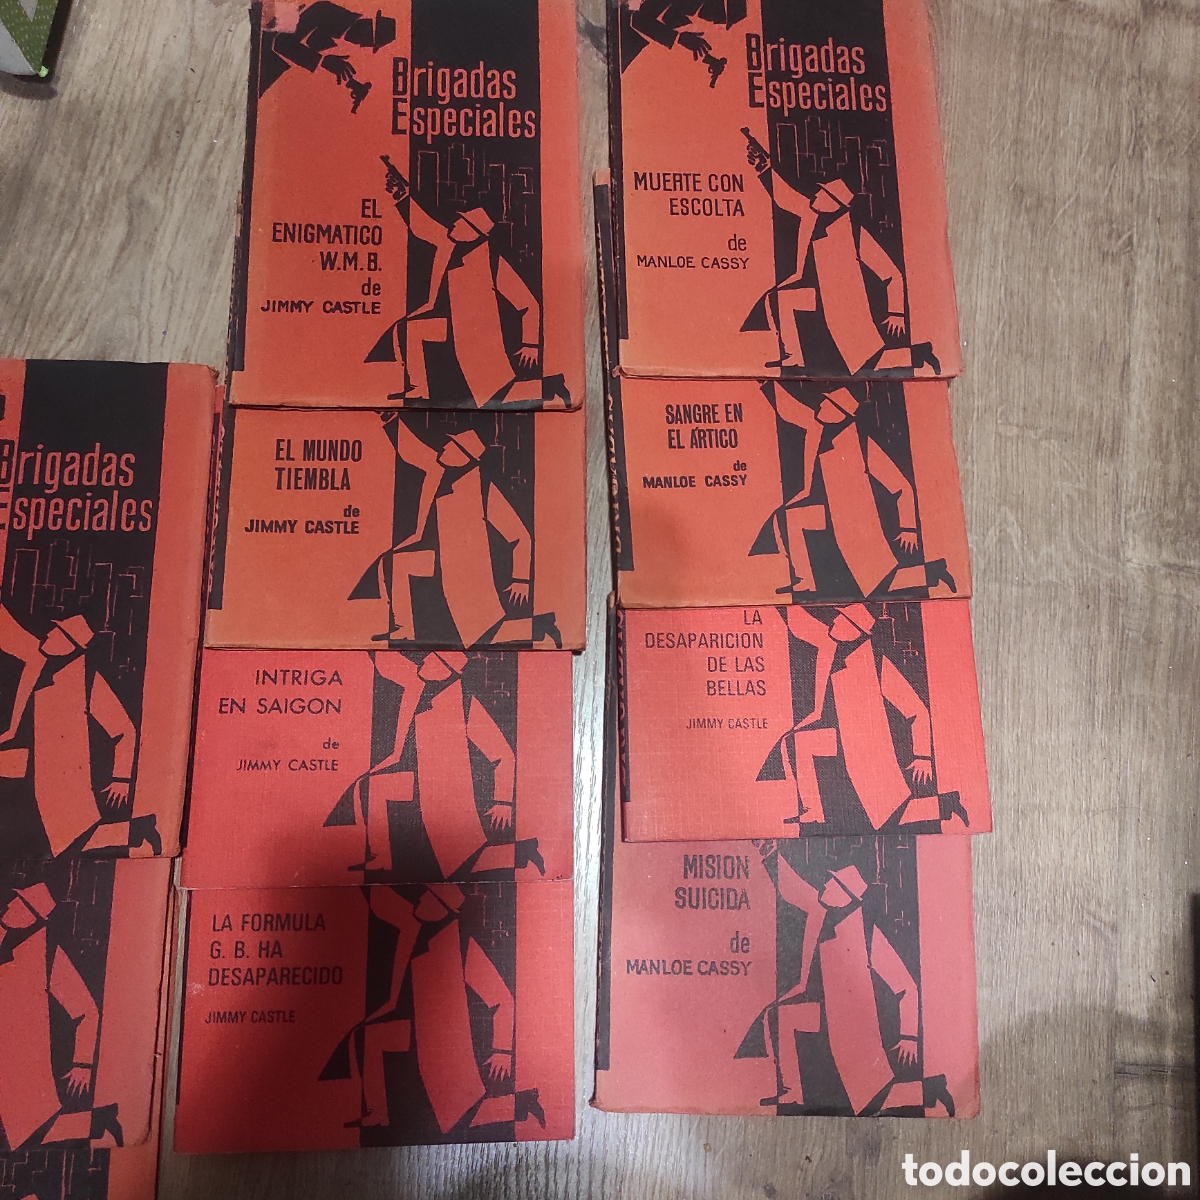 Brigadas
Especiales
EL
ENIGMATICO
W.M.B.
de
JIMMY CASTLE
Brigadas
Especiales
MUERTE CON
ESCOLTA
de
MANLOE CASSY
EL MUNDO
TIEMBLA
de
JIMMY CASTLE
SANGRE EN
EL ÁRTICO
de
MANLOE CASSY
Brigadas
Especiales
INTRIGA
EN SAIGON
de
JIMMY CASTLE
LA
DESAPARICION
DE LAS
BELLAS
JIMMY CASTLE
LA FORMULA
G. B. HA
DESAPARECIDO
JIMMY CASTLE
MISION
SUICIDA
de
MANLOE CASSY
todocoleccion